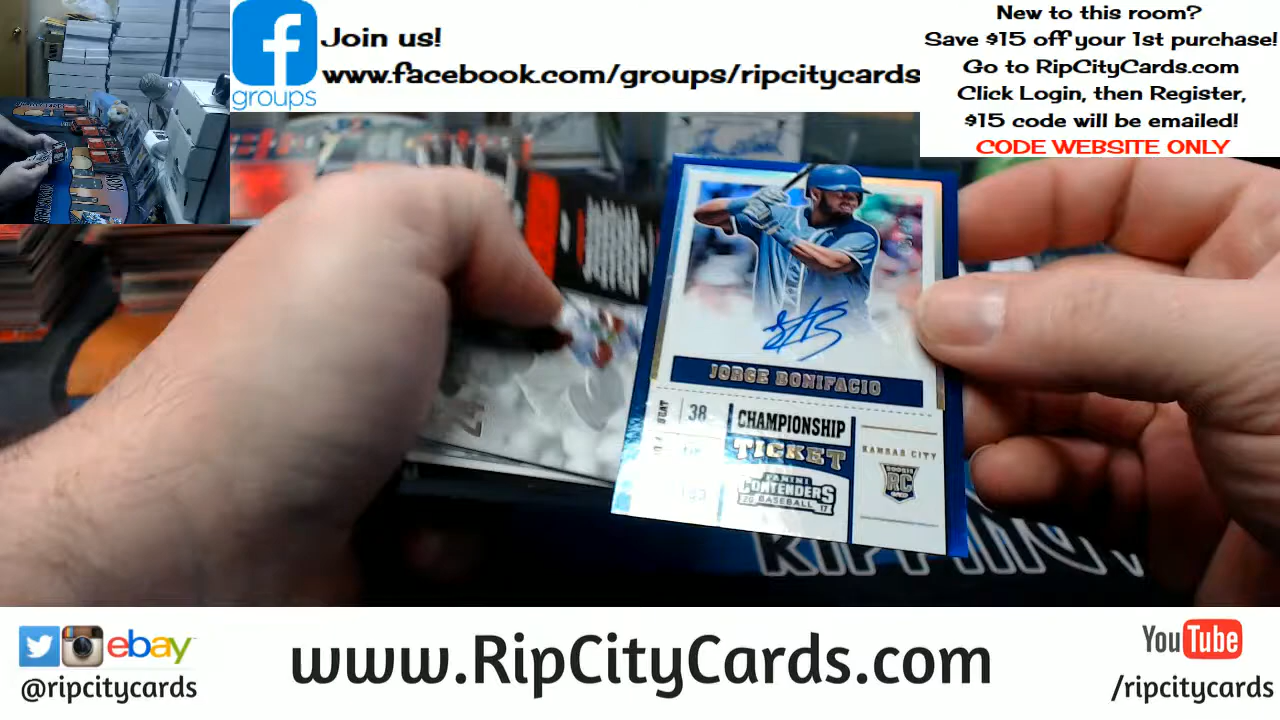 Join us!
www.facebook.com/groups/ripcitycards
groups
New to this room?
Save $15 off your 1st purchase!
Go to RipCityCards.com
Click Login, then Register,
$15 code will be emailed!
CODE WEBSITE ONLY
JORGE BONIFACIO
SEAT
38
CHAMPIONSHIP
TICKET
KANSAS CITY
ROOKIE
RC
PANINI
CONTENDERS
20 BASEBALL 17
ebay
@ripcitycards
www.RipCityCards.com
YouTube
/ripcitycards